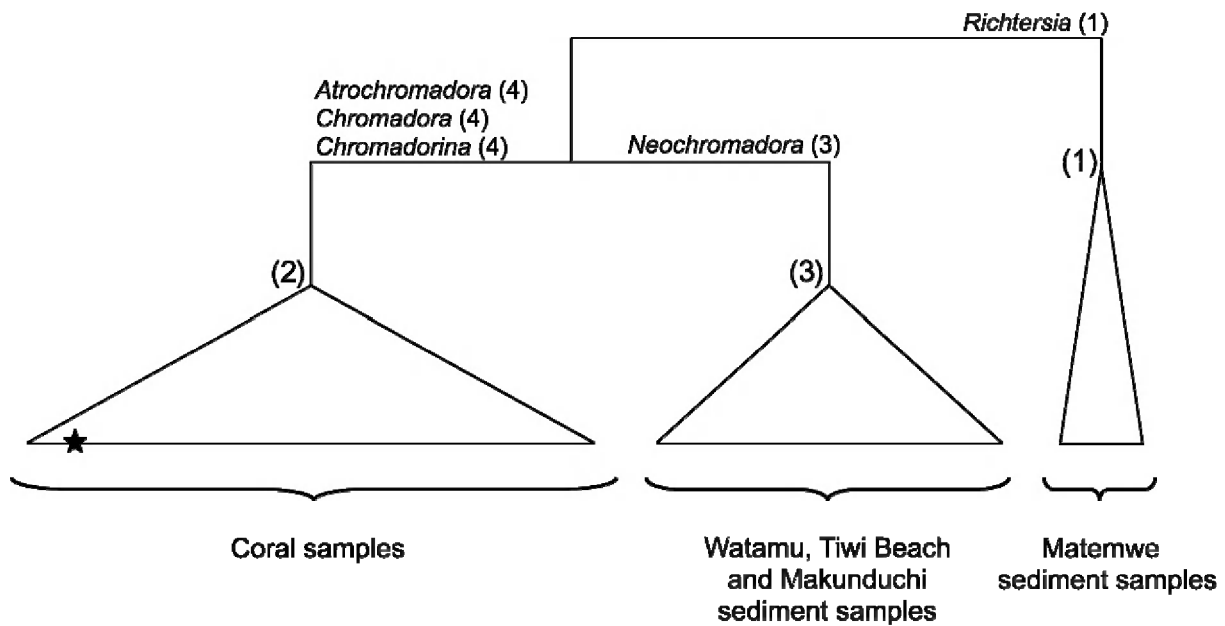 Richtersia (1)
Atrochromadora (4)
Chromadora (4)
Chromadorina (4)
Neochromadora (3)
(1)
(2)
(3)
Coral samples
Watamu, Tiwi Beach
and Makunduchi
sediment samples
Matemwe
sediment samples